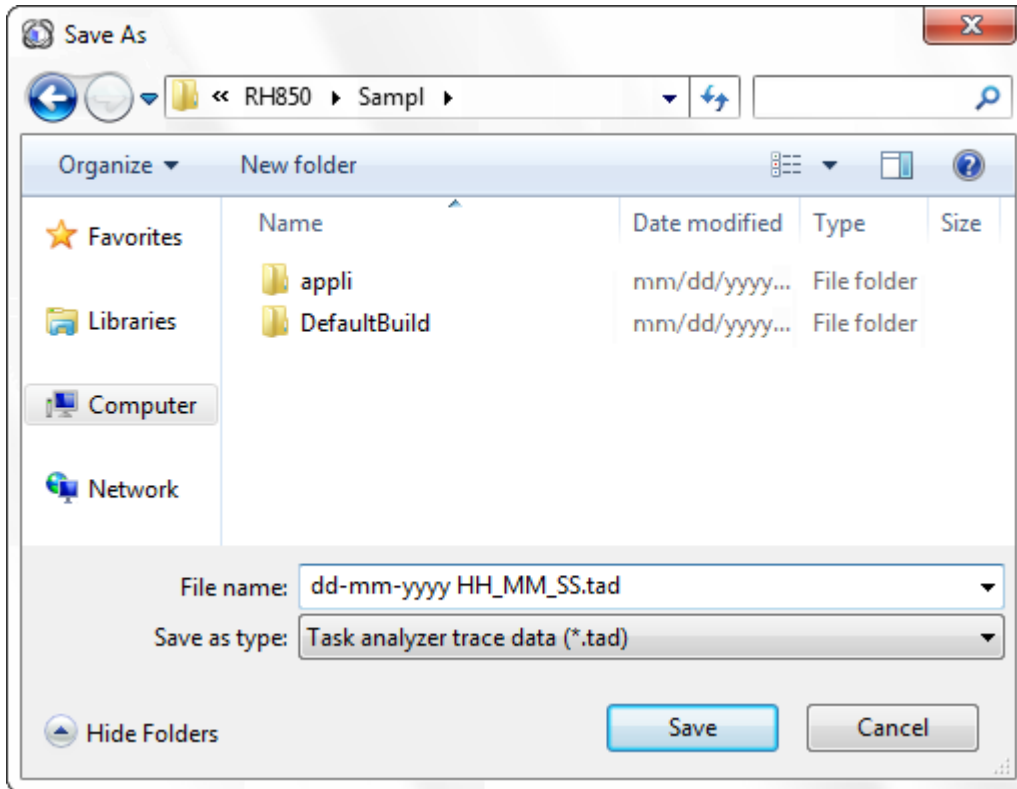 Save As
« RH850 ▸ Sampl ▸
Organize ▾ New folder
Favorites
Libraries
Computer
Network
Name Date modified Type Size
appli mm/dd/yyyy... File folder
DefaultBuild mm/dd/yyyy... File folder
File name: dd-mm-yyyy HH_MM_SS.tad
Save as type: Task analyzer trace data (*.tad)
Hide Folders Save Cancel